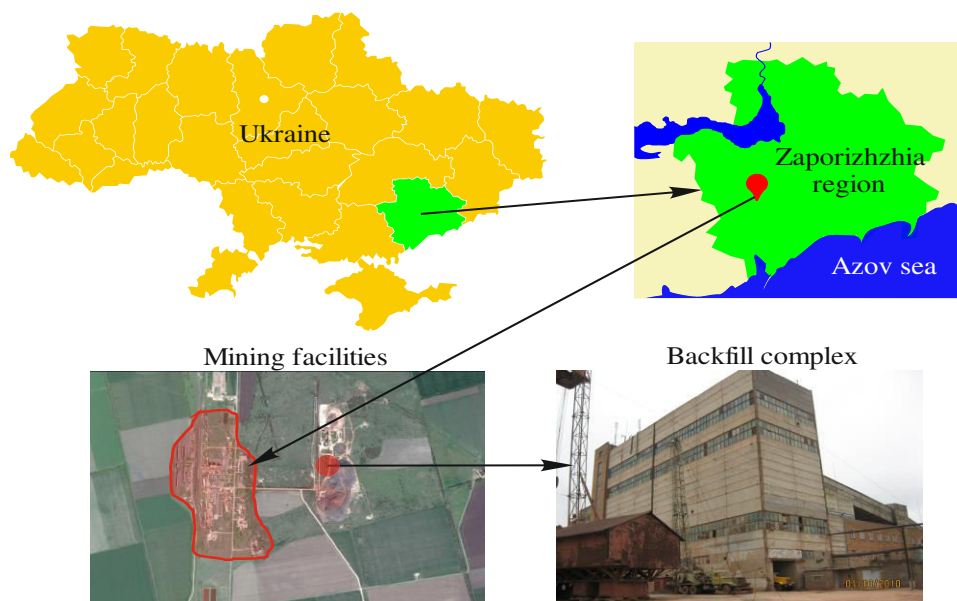 Ukraine
Zaporizhzhia
region
Azov sea
Mining facilities
Backfill complex